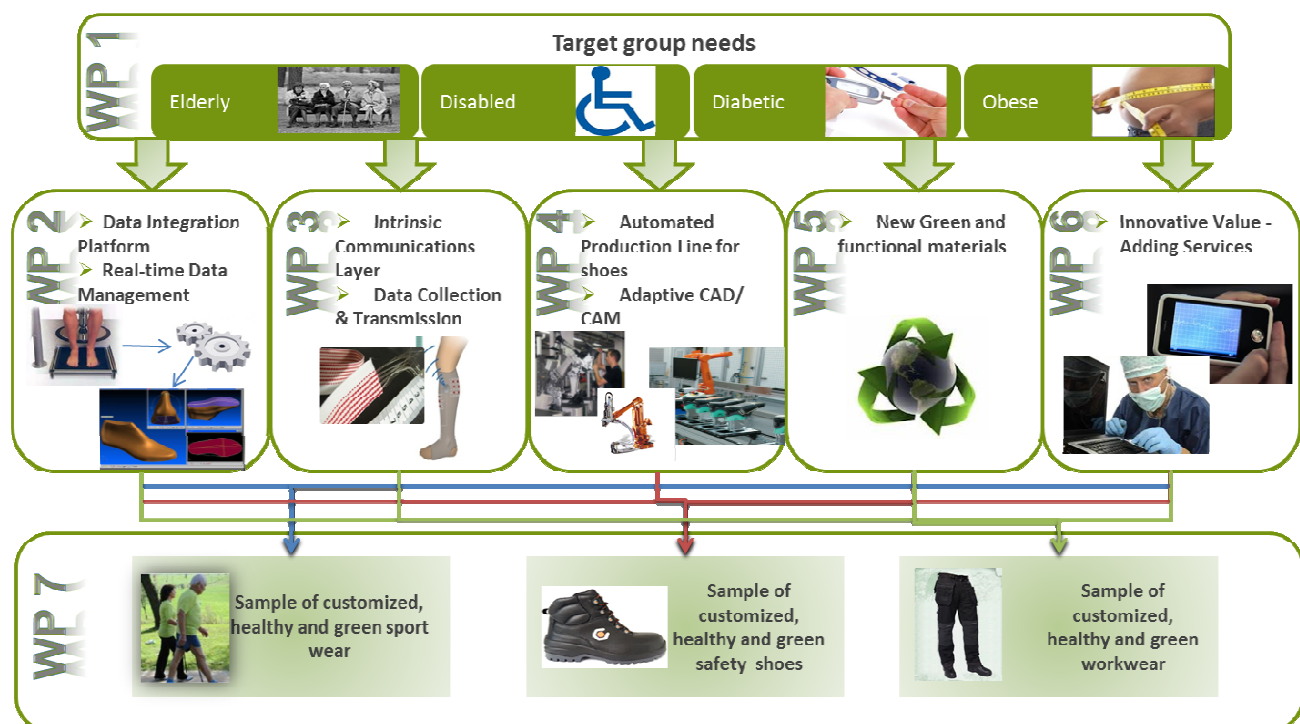 WP 1
Target group needs
Elderly
Disabled
Diabetic
Obese
WP 2
➢ Data Integration
Platform
➢ Real-time Data
Management
WP 3
➢ Intrinsic
Communications
Layer
➢ Data Collection
& Transmission
WP 4
➢ Automated
Production Line for
shoes
➢ Adaptive CAD/
CAM
WP 5
➢ New Green and
functional materials
WP 6
➢ Innovative Value -
Adding Services
WP 7
Sample of customized,
healthy and green sport
wear
Sample of
customized,
healthy and green
safety shoes
Sample of
customized,
healthy and green
workwear